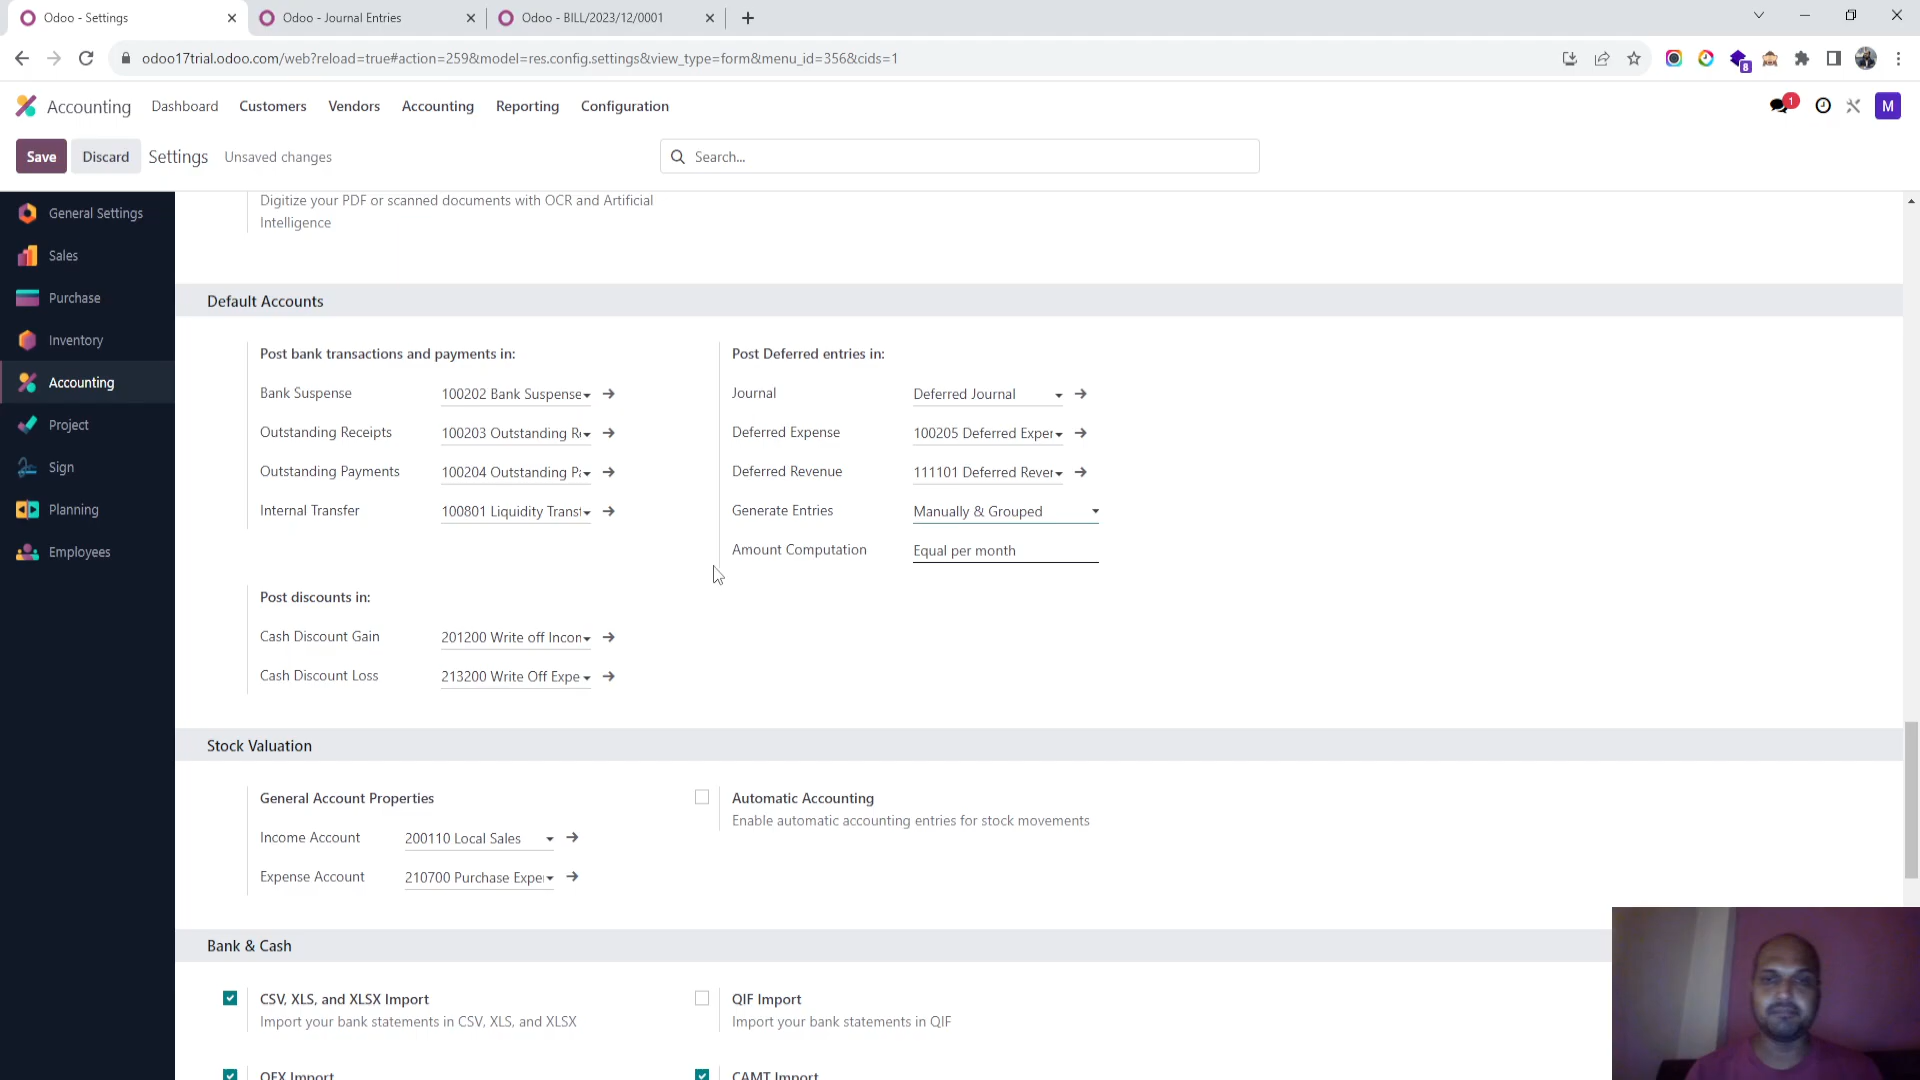 Odoo - Settings
Odoo - Journal Entries
Odoo - BILL/2023/12/0001
odoo17trial.odoo.com/web?reload=true#action=259&model=res.config.settings&view_type=form&menu_id=356&cids=1
8
Accounting
Dashboard
Customers
Vendors
Accounting
Reporting
Configuration
1
M
Save
Discard
Settings
Unsaved changes
Search...
General Settings
Sales
Purchase
Inventory
Accounting
Project
Sign
Planning
Employees
Digitize your PDF or scanned documents with OCR and Artificial
Intelligence
Default Accounts
Post bank transactions and payments in:
Bank Suspense 100202 Bank Suspense
Outstanding Receipts 100203 Outstanding R
Outstanding Payments 100204 Outstanding Pa
Internal Transfer 100801 Liquidity Transf
Post Deferred entries in:
Journal Deferred Journal
Deferred Expense 100205 Deferred Exper
Deferred Revenue 111101 Deferred Rever
Generate Entries Manually & Grouped
Amount Computation Equal per month
Post discounts in:
Cash Discount Gain 201200 Write off Incon
Cash Discount Loss 213200 Write Off Expe
Stock Valuation
General Account Properties
Income Account 200110 Local Sales
Expense Account 210700 Purchase Expe
Automatic Accounting
Enable automatic accounting entries for stock movements
Bank & Cash
CSV, XLS, and XLSX Import
Import your bank statements in CSV, XLS, and XLSX
QIF Import
Import your bank statements in QIF
OFX Import
CAMT Import